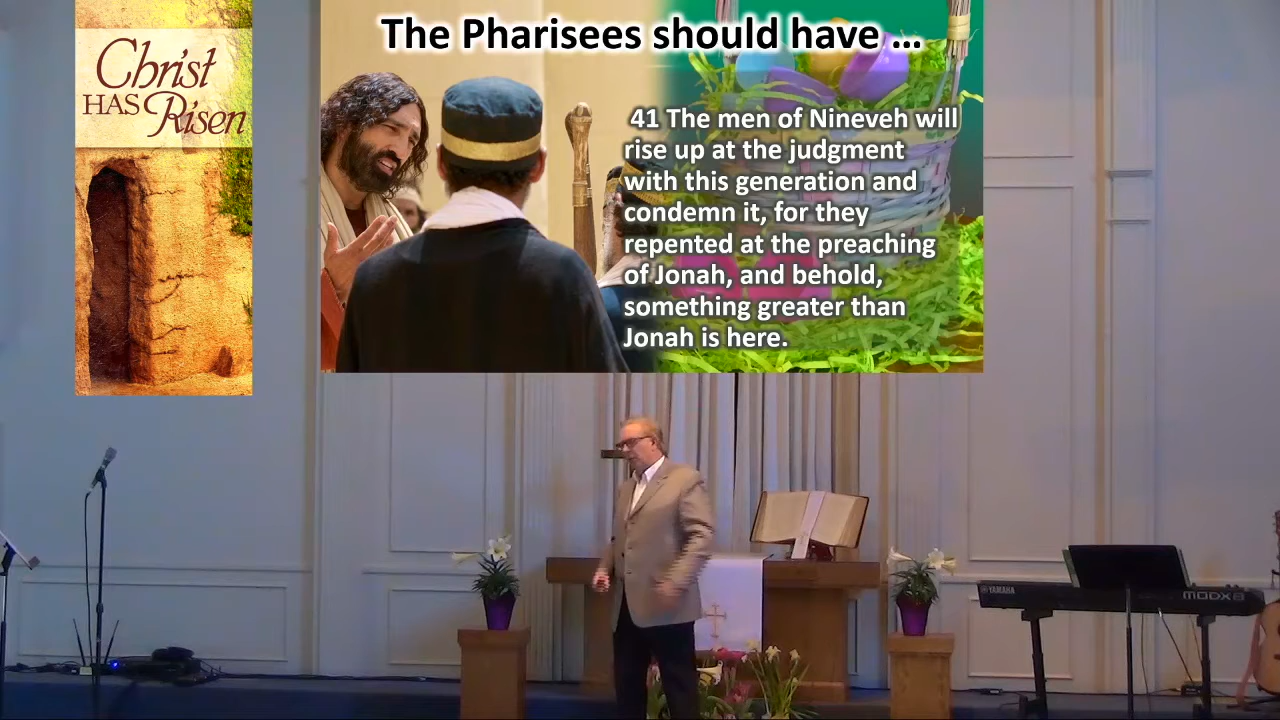 Christ
HAS Risen
The Pharisees should have ...
41 The men of Nineveh will
rise up at the judgment
with this generation and
condemn it, for they
repented at the preaching
of Jonah, and behold,
something greater than
Jonah is here.
YAMAHA
MODX8